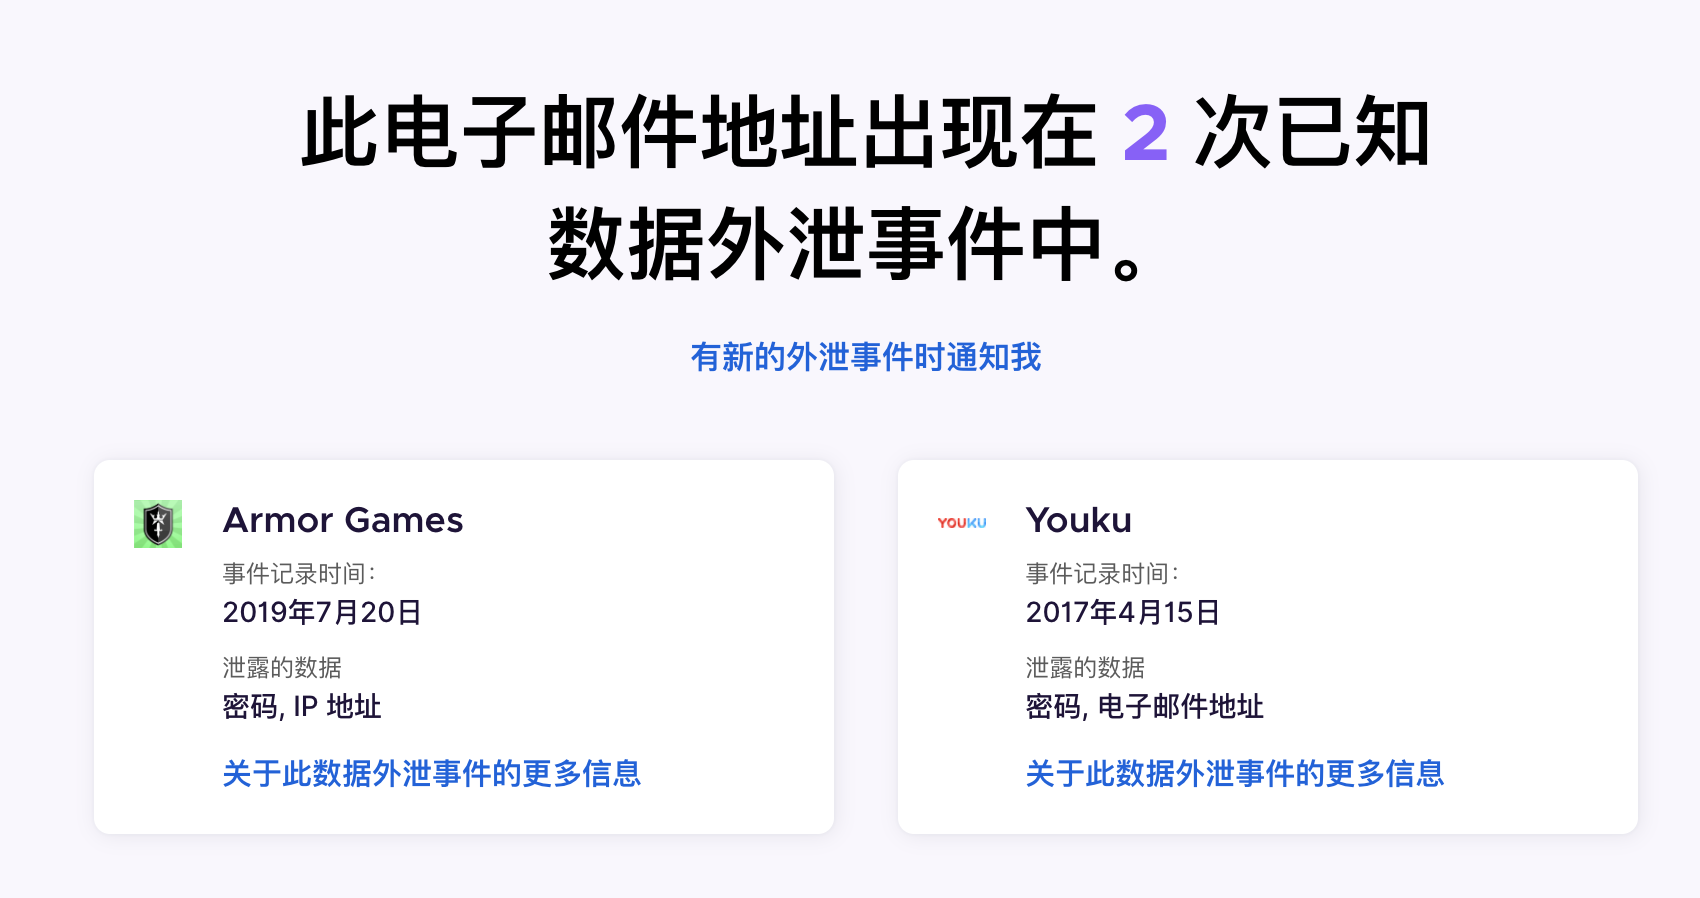 此电子邮件地址出现在 2 次已知
数据外泄事件中。
有新的外泄事件时通知我
Armor Games
事件记录时间：
2019年7月20日
泄露的数据
密码, IP 地址
关于此数据外泄事件的更多信息
YOUKU
Youku
事件记录时间：
2017年4月15日
泄露的数据
密码, 电子邮件地址
关于此数据外泄事件的更多信息